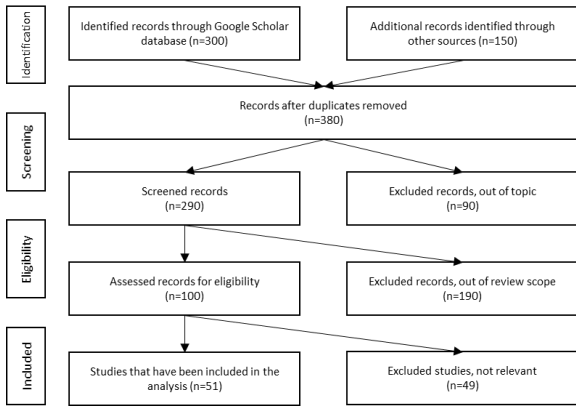 Identification
Identified records through Google Scholar
database (n=300)
Additional records identified through
other sources (n=150)
Records after duplicates removed
(n=380)
Screening
Screened records
(n=290)
Excluded records, out of topic
(n=90)
Eligibility
Assessed records for eligibility
(n=100)
Excluded records, out of review scope
(n=190)
Included
Studies that have been included in the
analysis (n=51)
Excluded studies, not relevant
(n=49)